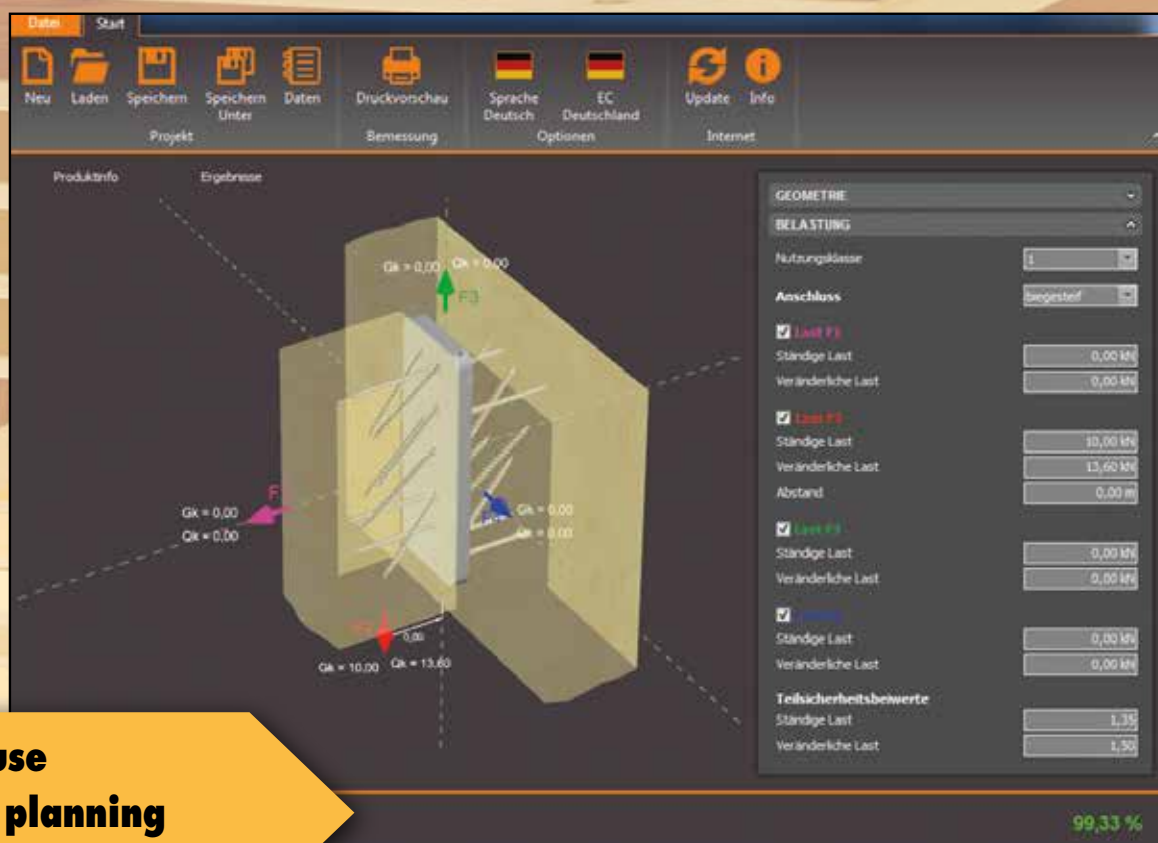 Datei Start
Neu Laden Speichern Speichern Unter Daten Druckvorschau Sprache Deutsch EC Deutschland Update Info
Projekt Bemessung Optionen Internet
Produktinfo Ergebnisse
Gk = 0,00 Qk = 0,00
F3
Gk = 0,00
Qk = 0,00
Gk = 0,00
Qk = 0,00
0,00
Gk = 10,00 Qk = 13,60
GEOMETRIE
BELASTUNG
Nutzungsklasse 1
Anschluss biegesteif
Last F1
Ständige Last 0,00 kN
Veränderliche Last 0,00 kN
Last
Ständige Last 10,00 kN
Veränderliche Last 13,60 kN
Abstand 0,00 m
Last F3
Ständige Last 0,00 kN
Veränderliche Last 0,00 kN
Ständige Last 0,00 kN
Veränderliche Last 0,00 kN
Teilsicherheitsbeiwerte
Ständige Last 1,35
Veränderliche Last 1,50
use
planning
99,33 %